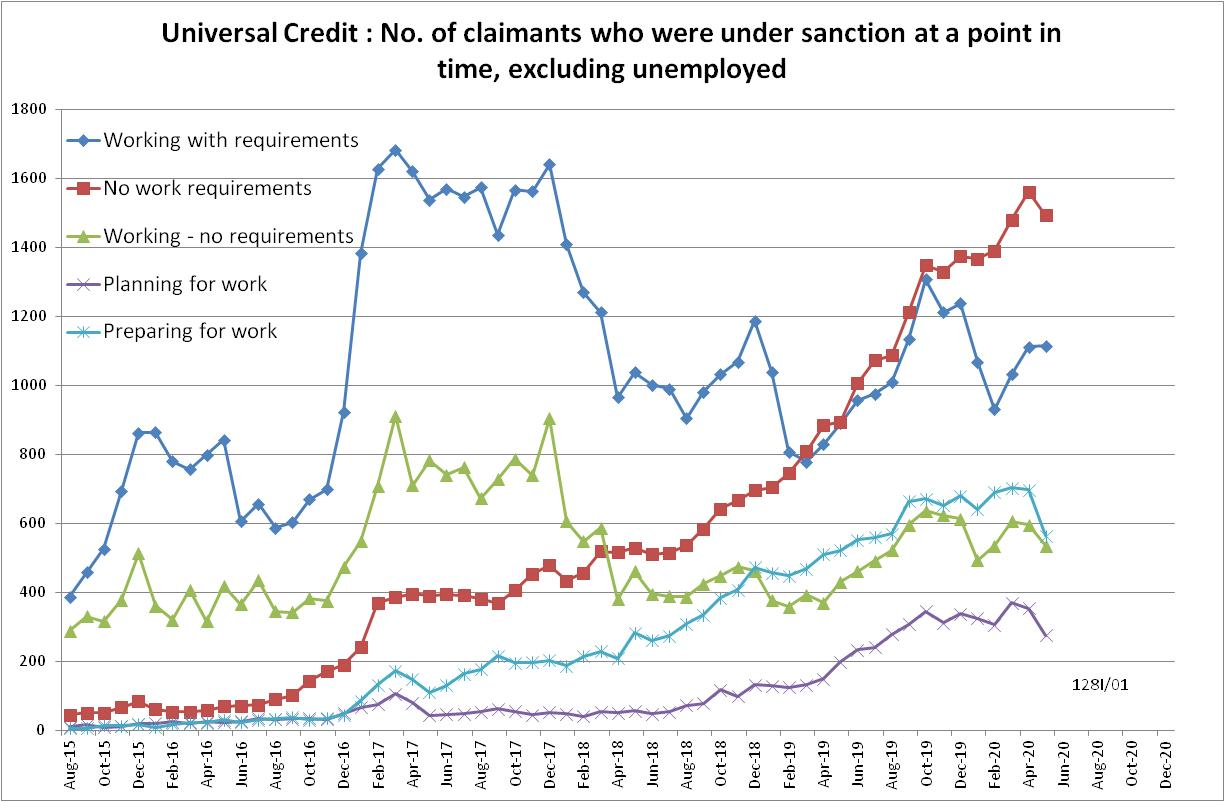 Universal Credit : No. of claimants who were under sanction at a point in
time, excluding unemployed
1800
1600
1400
1200
1000
800
600
400
200
0
Working with requirements
No work requirements
Working - no requirements
Planning for work
Preparing for work
128I/01
Aug-15
Oct-15
Dec-15
Feb-16
Apr-16
Jun-16
Aug-16
Oct-16
Dec-16
Feb-17
Apr-17
Jun-17
Aug-17
Oct-17
Dec-17
Feb-18
Apr-18
Jun-18
Aug-18
Oct-18
Dec-18
Feb-19
Apr-19
Jun-19
Aug-19
Oct-19
Dec-19
Feb-20
Apr-20
Jun-20
Aug-20
Oct-20
Dec-20